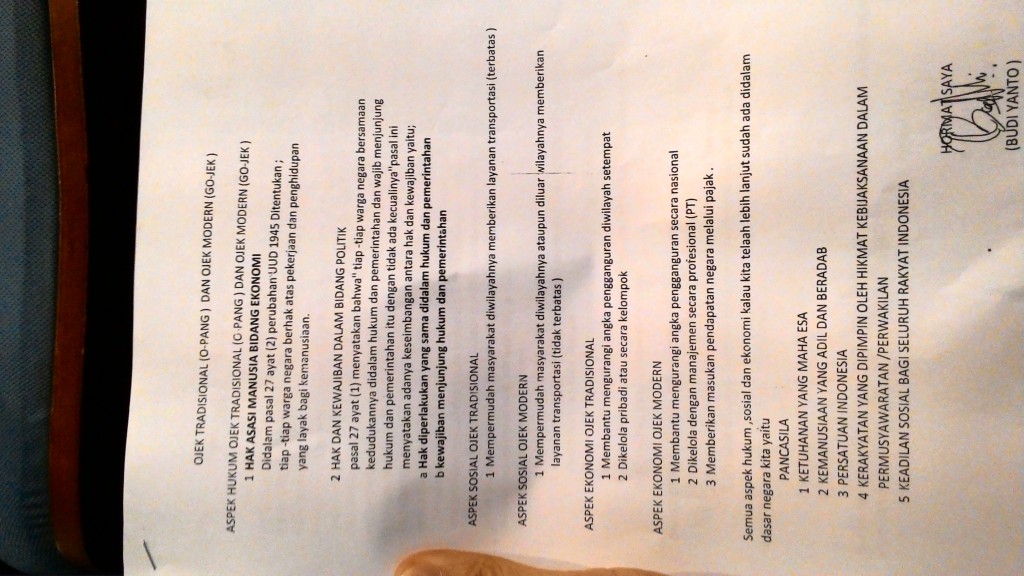 OJEK TRADISIONAL (O-PANG ) DAN OJEK MODERN (GO-JEK )
ASPEK HUKUM OJEK TRADISIONAL (O-PANG ) DAN OJEK MODERN (GO-JEK )
1 HAK ASASI MANUSIA BIDANG EKONOMI
Didalam pasal 27 ayat (2) perubahan UUD 1945 Ditentukan ;
tiap -tiap warga negara berhak atas pekerjaan dan penghidupan
yang layak bagi kemanusiaan.
2 HAK DAN KEWAJIBAN DALAM BIDANG POLITIK
pasal 27 ayat (1) menyatakan bahwa" tiap -tiap warga negara bersamaan
kedudukannya didalam hukum dan pemerintahan dan wajib menjunjung
hukum dan pemerintahan itu dengan tidak ada kecualinya"pasal ini
menyatakan adanya keseimbangan antara hak dan kewajiban yaitu;
a Hak diperlakukan yang sama didalam hukum dan pemerintahan
b kewajiban menjunjung hukum dan pemerintahan
ASPEK SOSIAL OJEK TRADISIONAL
1 Mempermudah masyarakat diwilayahnya memberikan layanan transportasi (terbatas )
ASPEK SOSIAL OJEK MODERN
1 Mempermudah masyarakat diwilayahnya ataupun diluar wilayahnya memberikan
layanan transportasi (tidak terbatas )
ASPEK EKONOMI OJEK TRADISIONAL
1 Membantu mengurangi angka pengangguran diwilayah setempat
2 Dikelola pribadi atau secara kelompok
ASPEK EKONOMI OJEK MODERN
1 Membantu mengurangi angka pengganguran secara nasional
2 Dikelola dengan manajemen secara profesional (PT)
3 Memberikan masukan pendapatan negara melalui pajak .
Semua aspek hukum ,sosial dan ekonomi kalau kita telaah lebih lanjut sudah ada didalam
dasar negara kita yaitu
PANCASILA
1 KETUHANAN YANG MAHA ESA
2 KEMANUSIAAN YANG ADIL DAN BERADAB
3 PERSATUAN INDONESIA
4 KERAKYATAN YANG DIPIMPIN OLEH HIKMAT KEBIJAKSANAAN DALAM
PERMUSYAWARATAN /PERWAKILAN
5 KEADILAN SOSIAL BAGI SELURUH RAKYAT INDONESIA
HORMAT SAYA
(BUDI YANTO )